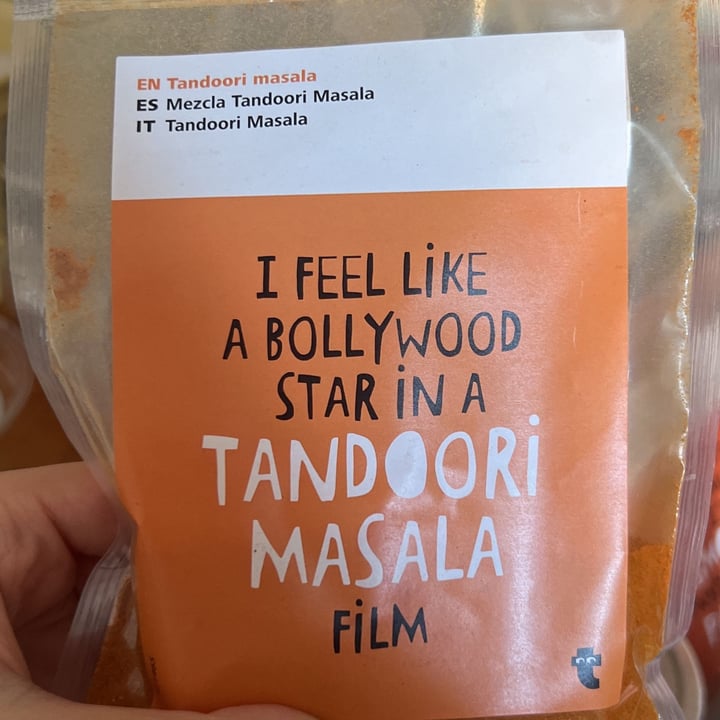 EN Tandoori masala
ES Mezcla Tandoori Masala
IT Tandoori Masala
I FEEL LiKE
A BOLLYWOOD
STAR iN A
TANDOORi
MASALA
FiLM
t